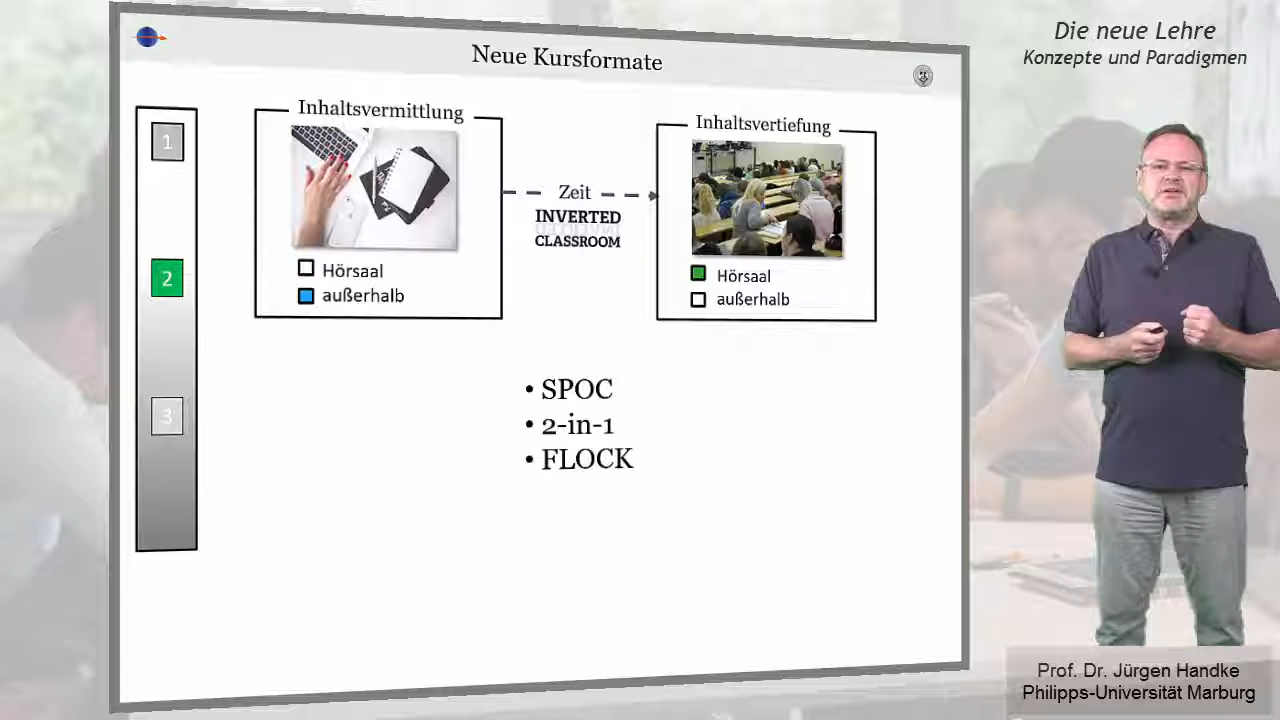 Die neue Lehre
Konzepte und Paradigmen
Neue Kursformate
1
2
3
Inhaltsvermittlung
Hörsaal
außerhalb
Zeit
INVERTED
CLASSROOM
Inhaltsvertiefung
Hörsaal
außerhalb
• SPOC
• 2-in-1
• FLOCK
Prof. Dr. Jürgen Handke
Philipps-Universität Marburg